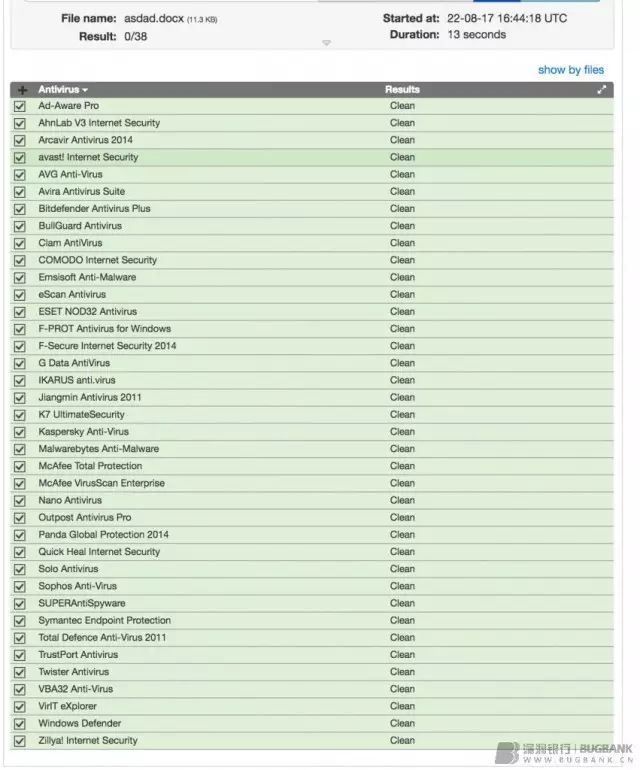 File name: asdad.docx (11.3 KB) Started at: 22-08-17 16:44:18 UTC
Result: 0/38 Duration: 13 seconds
show by files
Antivirus Results
Ad-Aware Pro Clean
AhnLab V3 Internet Security Clean
Arcavir Antivirus 2014 Clean
avast! Internet Security Clean
AVG Anti-Virus Clean
Avira Antivirus Suite Clean
Bitdefender Antivirus Plus Clean
BullGuard Antivirus Clean
Clam AntiVirus Clean
COMODO Internet Security Clean
Emsisoft Anti-Malware Clean
eScan Antivirus Clean
ESET NOD32 Antivirus Clean
F-PROT Antivirus for Windows Clean
F-Secure Internet Security 2014 Clean
G Data AntiVirus Clean
IKARUS anti.virus Clean
Jiangmin Antivirus 2011 Clean
K7 UltimateSecurity Clean
Kaspersky Anti-Virus Clean
Malwarebytes Anti-Malware Clean
McAfee Total Protection Clean
McAfee VirusScan Enterprise Clean
Nano Antivirus Clean
Outpost Antivirus Pro Clean
Panda Global Protection 2014 Clean
Quick Heal Internet Security Clean
Solo Antivirus Clean
Sophos Anti-Virus Clean
SUPERAntiSpyware Clean
Symantec Endpoint Protection Clean
Total Defence Anti-Virus 2011 Clean
TrustPort Antivirus Clean
Twister Antivirus Clean
VBA32 Anti-Virus Clean
VirIT eXplorer Clean
Windows Defender Clean
Zillya! Internet Security Clean
漏洞银行 | BUGBANK
WWW.BUGBANK.CN